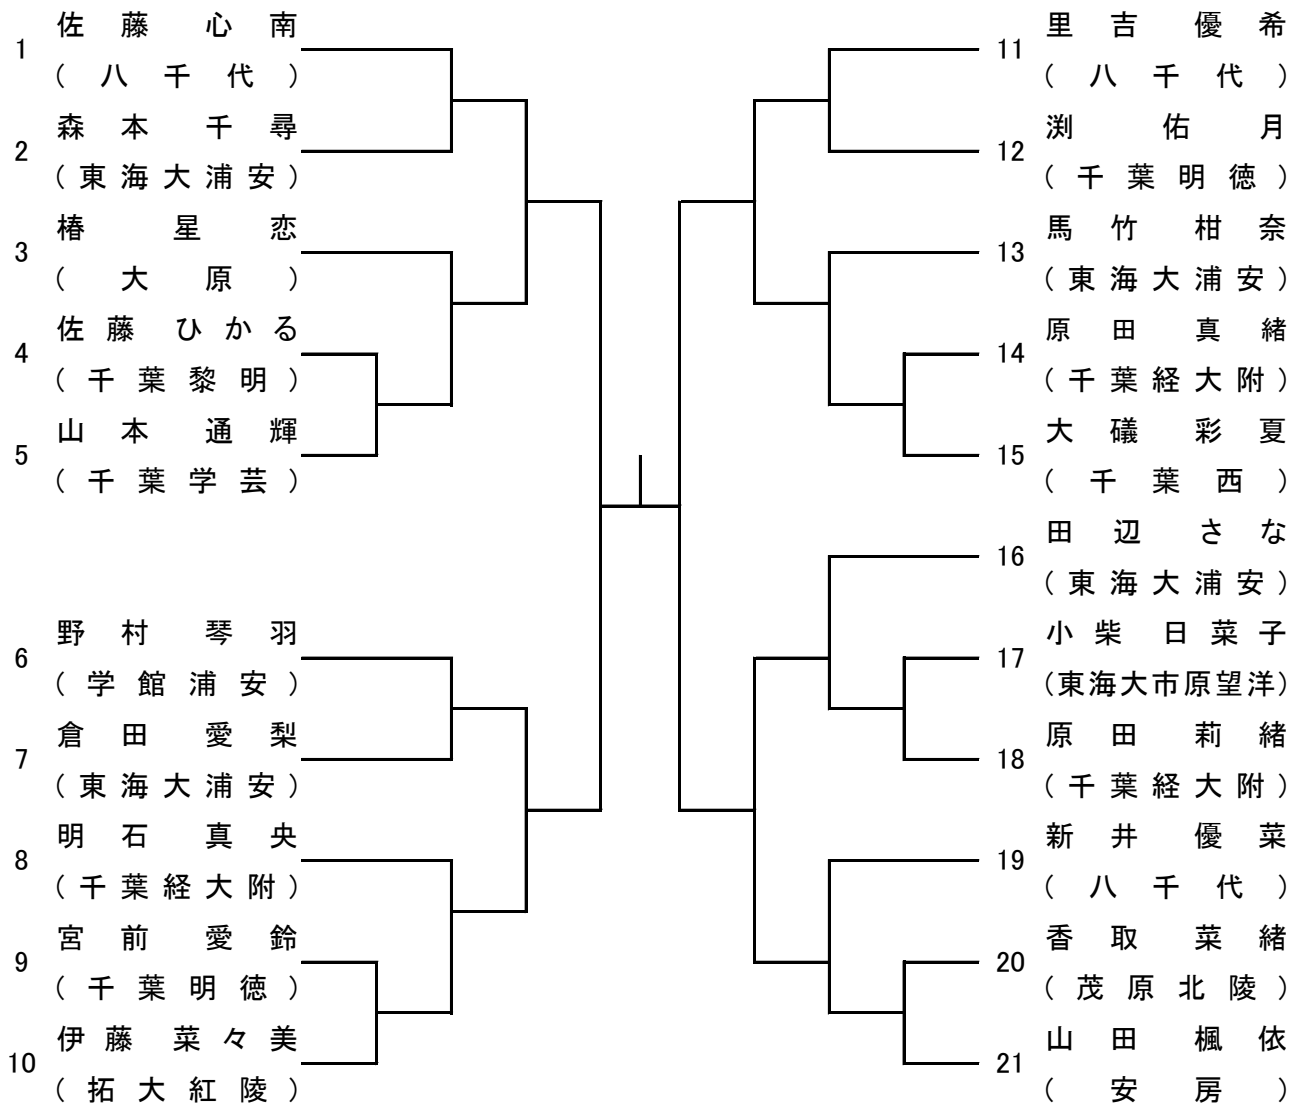 1 佐藤 心南
(八千代)
2 森本 千尋
(東海大浦安)
3 椿 星恋
(大原)
4 佐藤 ひかる
(千葉黎明)
5 山本 通輝
(千葉学芸)
6 野村 琴羽
(学館浦安)
7 倉田 愛梨
(東海大浦安)
8 明石 真央
(千葉経大附)
9 宮前 愛鈴
(千葉明徳)
10 伊藤 菜々美
(拓大紅陵)
11 里吉 優希
(八千代)
12 渕 佑月
(千葉明徳)
13 馬竹 柑奈
(東海大浦安)
14 原田 真緒
(千葉経大附)
15 大礒 彩夏
(千葉西)
16 田辺 さな
(東海大浦安)
17 小柴 日菜子
(東海大市原望洋)
18 原田 莉緒
(千葉経大附)
19 新井 優菜
(八千代)
20 香取 菜緒
(茂原北陵)
21 山田 楓依
(安房)